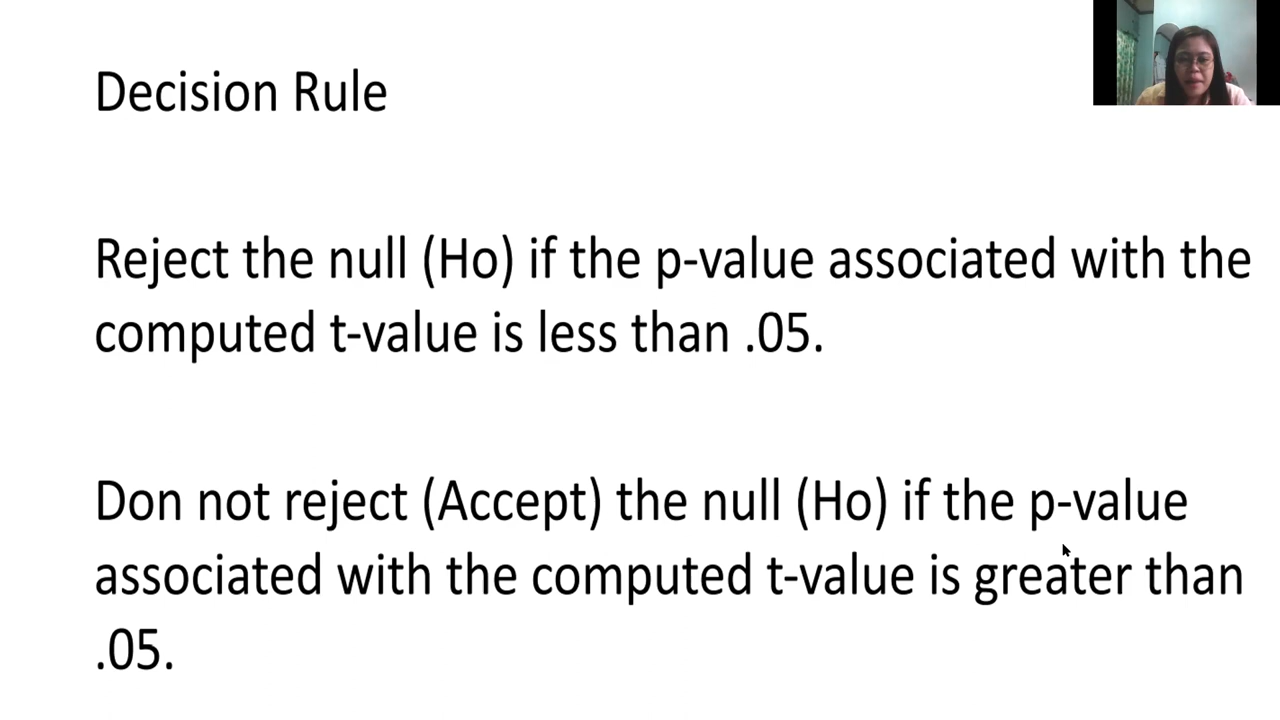 Decision Rule
Reject the null (Ho) if the p-value associated with the
computed t-value is less than .05.
Don not reject (Accept) the null (Ho) if the p-value
associated with the computed t-value is greater than
.05.